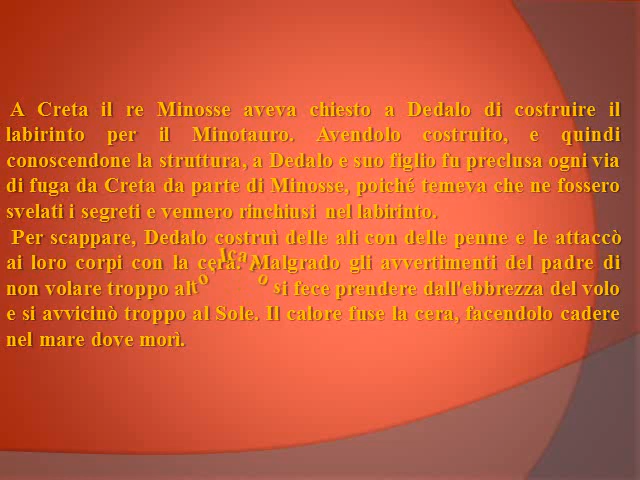 A Creta il re Minosse aveva chiesto a Dedalo di costruire il
labirinto per il Minotauro. Avendolo costruito, e quindi
conoscendone la struttura, a Dedalo e suo figlio fu preclusa ogni via
di fuga da Creta da parte di Minosse, poiché temeva che ne fossero
svelati i segreti e vennero rinchiusi nel labirinto.
Per scappare, Dedalo costruì delle ali con delle penne e le attaccò
ai loro corpi con la cera. Malgrado gli avvertimenti del padre di
non volare troppo alto, Icaro si fece prendere dall'ebbrezza del volo
e si avvicinò troppo al Sole. Il calore fuse la cera, facendolo cadere
nel mare dove morì.